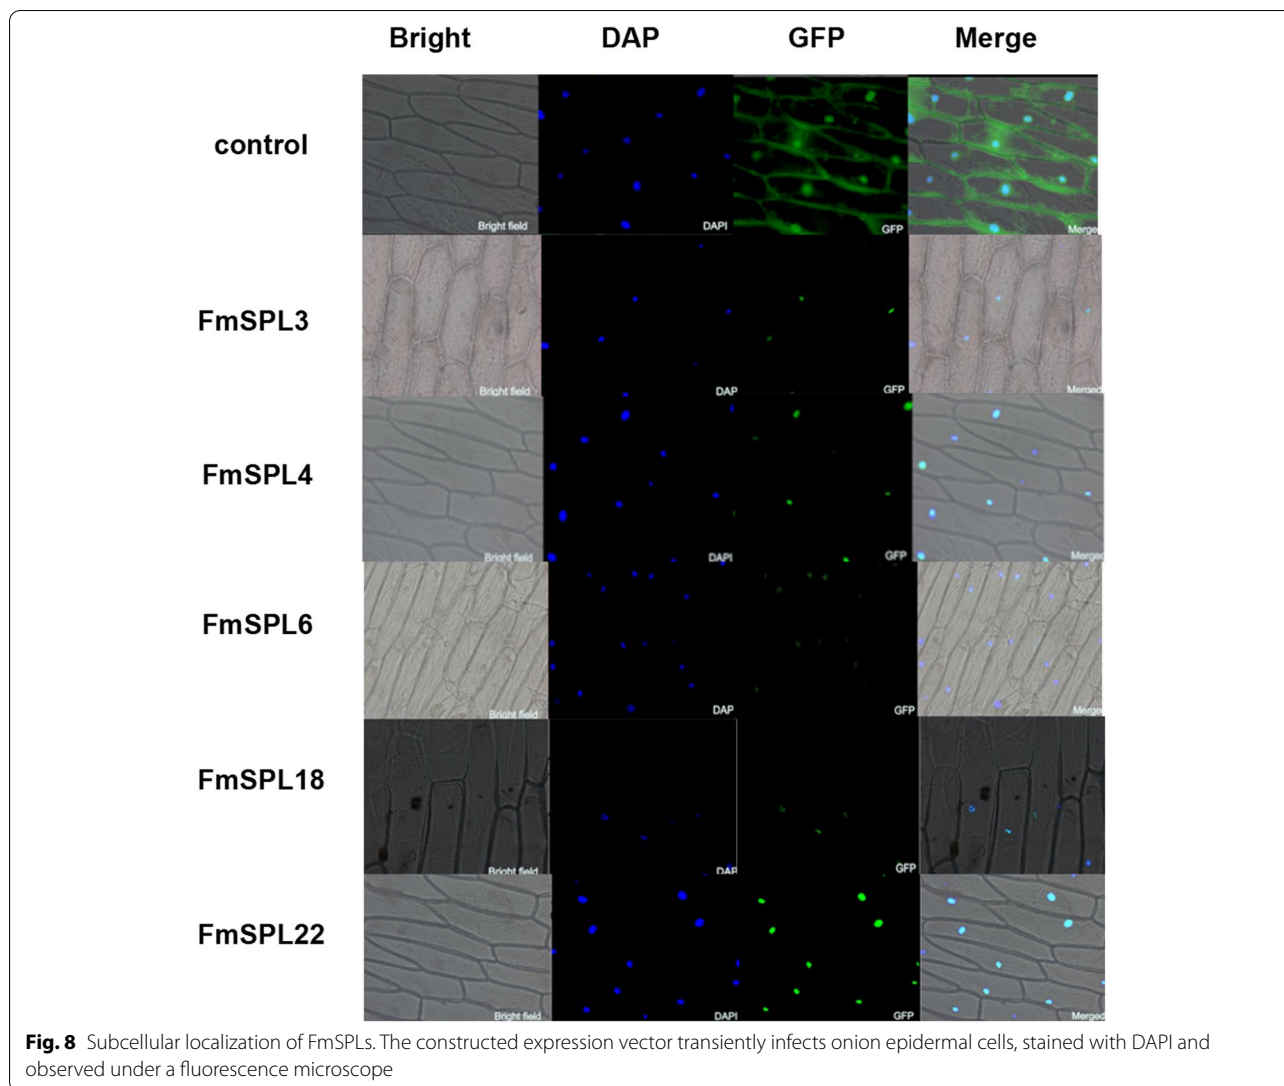 Bright DAP GFP Merge
control
Bright field DAPI GFP Merge
FmSPL3
Bright field DAP GFP Merged
FmSPL4
Bright field DAPI GFP Merged
FmSPL6
Bright field DAP GFP Merge
FmSPL18
Bright field DAP GFP
FmSPL22
Bright field DAPI GFP Merged
Fig. 8 Subcellular localization of FmSPLs. The constructed expression vector transiently infects onion epidermal cells, stained with DAPI and
observed under a fluorescence microscope